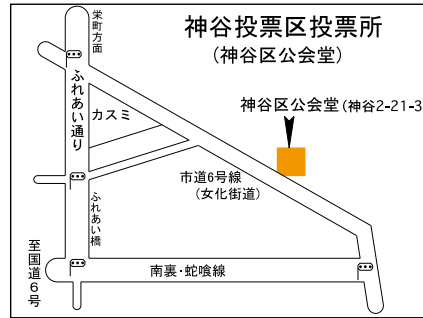 神谷投票区投票所
(神谷区公会堂)
栄町方面
ふれあい通り
カスミ
神谷区公会堂(神谷2-21-3
市道6号線
(女化街道)
ふれあい橋
至国道6号
南裏・蛇喰線